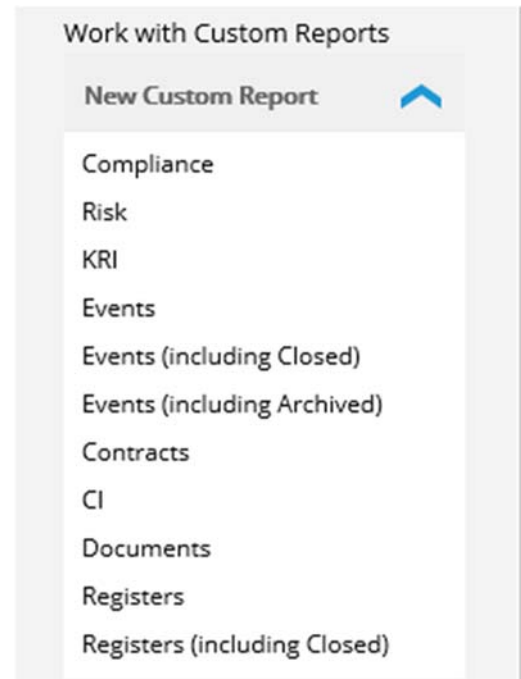 Work with Custom Reports
New Custom Report
Compliance
Risk
KRI
Events
Events (including Closed)
Events (including Archived)
Contracts
CI
Documents
Registers
Registers (including Closed)